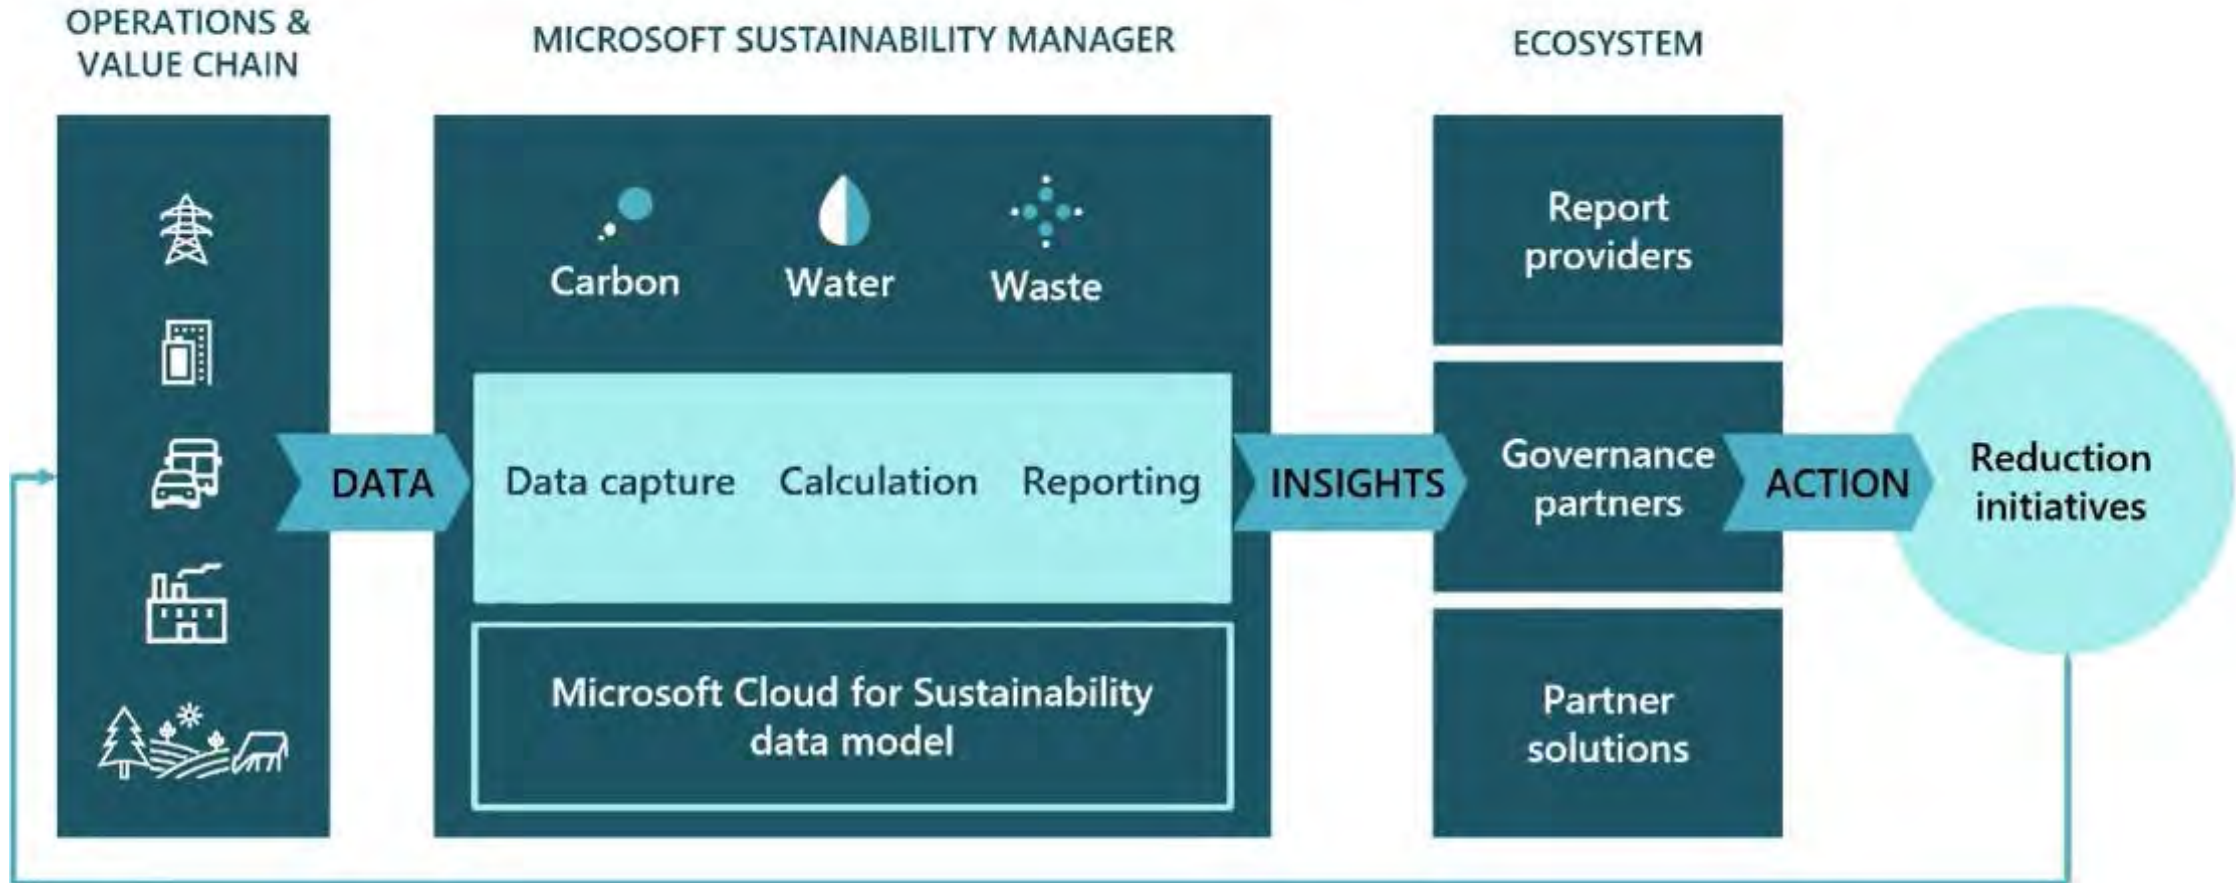 OPERATIONS &
VALUE CHAIN
MICROSOFT SUSTAINABILITY MANAGER
ECOSYSTEM
Carbon
Water
Waste
DATA
Data capture
Calculation
Reporting
INSIGHTS
Microsoft Cloud for Sustainability
data model
Report
providers
Governance
partners
Partner
solutions
ACTION
Reduction
initiatives